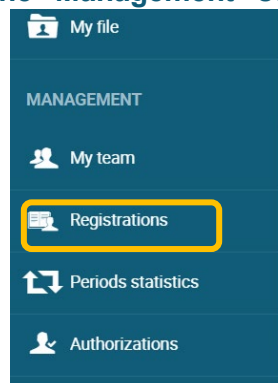 My file
MANAGEMENT
My team
Registrations
Periods statistics
Authorizations